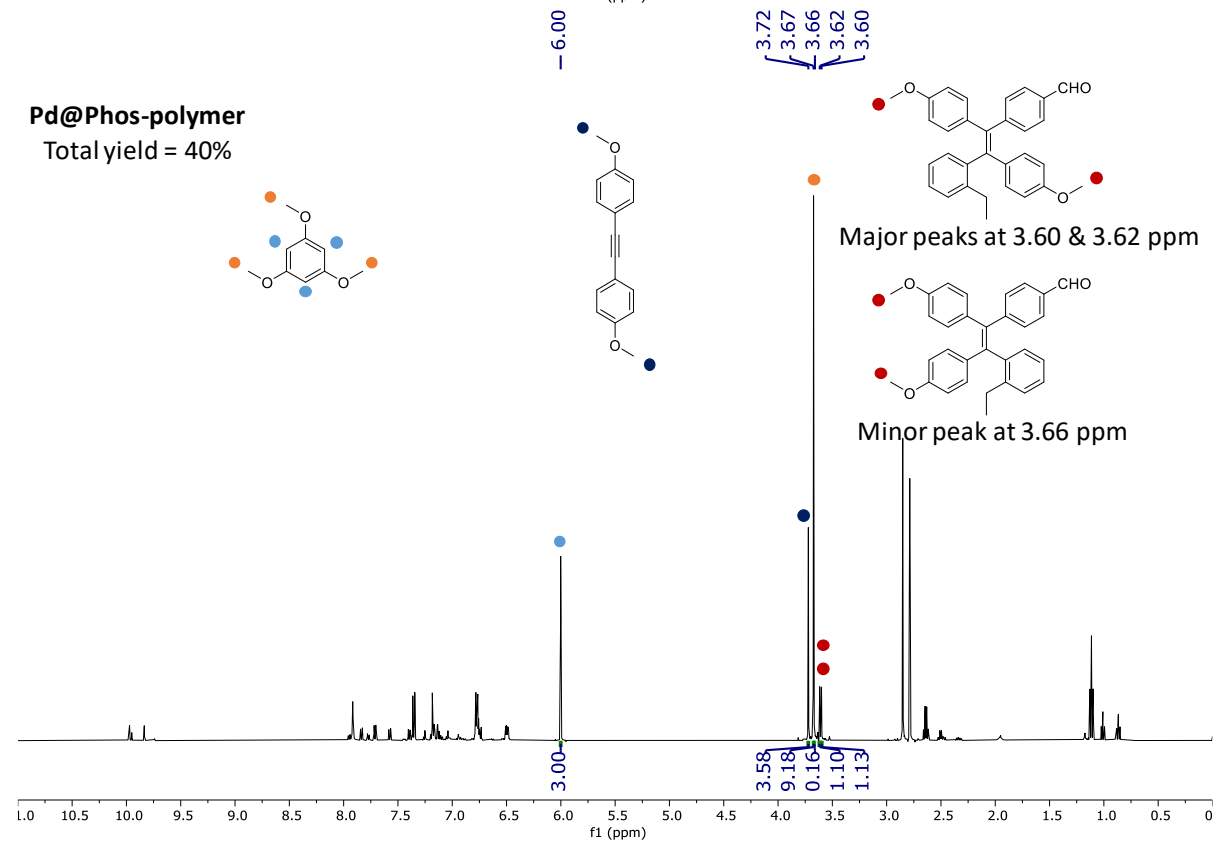 6.00
3.72
3.67
3.66
3.62
3.60
Pd@Phos-polymer
Total yield = 40%
O
O
O
O
O
O
CHO
O
Major peaks at 3.60 & 3.62 ppm
O
CHO
O
Minor peak at 3.66 ppm
3.00
3.58
9.18
0.16
1.10
1.13
1.0 10.5 10.0 9.5 9.0 8.5 8.0 7.5 7.0 6.5 6.0 5.5 5.0 4.5 4.0 3.5 3.0 2.5 2.0 1.5 1.0 0.5 0
f1 (ppm)